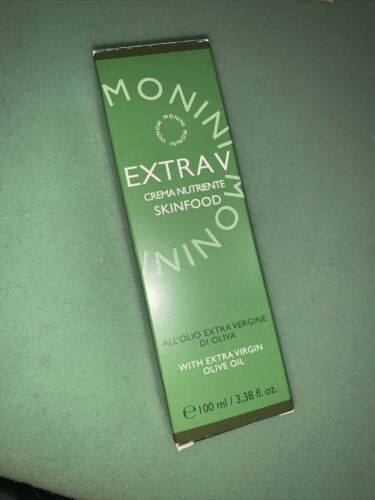 MONINI
MONINI MONINI
EXTRA V
CREMA NUTRIENTE
SKINFOOD
MONINI
ALL'OLIO EXTRA VERGINE
DI OLIVA
WITH EXTRA VIRGIN
OLIVE OIL
℮ 100 ml / 3,38 fl. oz.